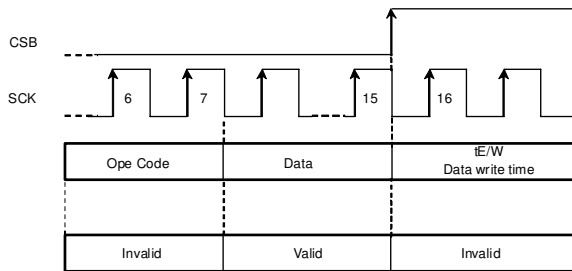 CSB
SCK
6
7
15
16
Ope Code
Data
tE/W
Data write time
Invalid
Valid
Invalid